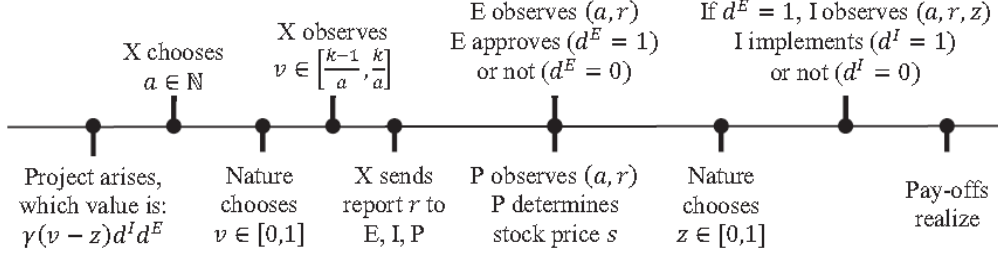 X chooses
a ∈ ℕ
X observes
v ∈ [k−1/a, k/a]
E observes (a, r)
E approves (d^E = 1)
or not (d^E = 0)
If d^E = 1, I observes (a, r, z)
I implements (d^I = 1)
or not (d^I = 0)
Project arises,
which value is:
γ(v − z)d^I d^E
Nature
chooses
v ∈ [0,1]
X sends
report r to
E, I, P
P observes (a, r)
P determines
stock price s
Nature
chooses
z ∈ [0,1]
Pay-offs
realize